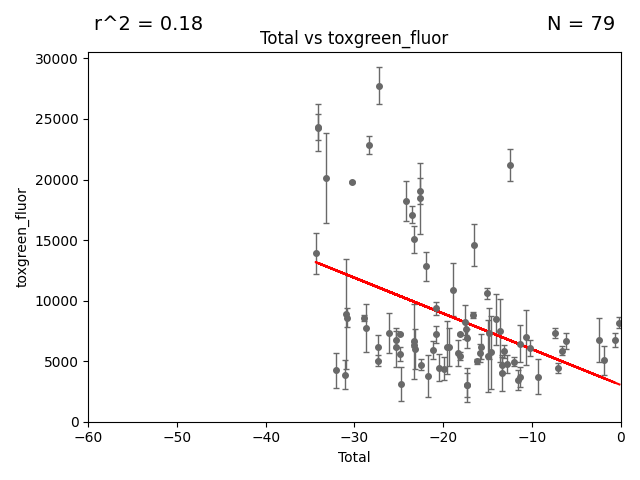 r^2 = 0.18 N = 79
Total vs toxgreen_fluor
30000
25000
20000
15000
10000
5000
0
toxgreen_fluor
−60 −50 −40 −30 −20 −10 0
Total